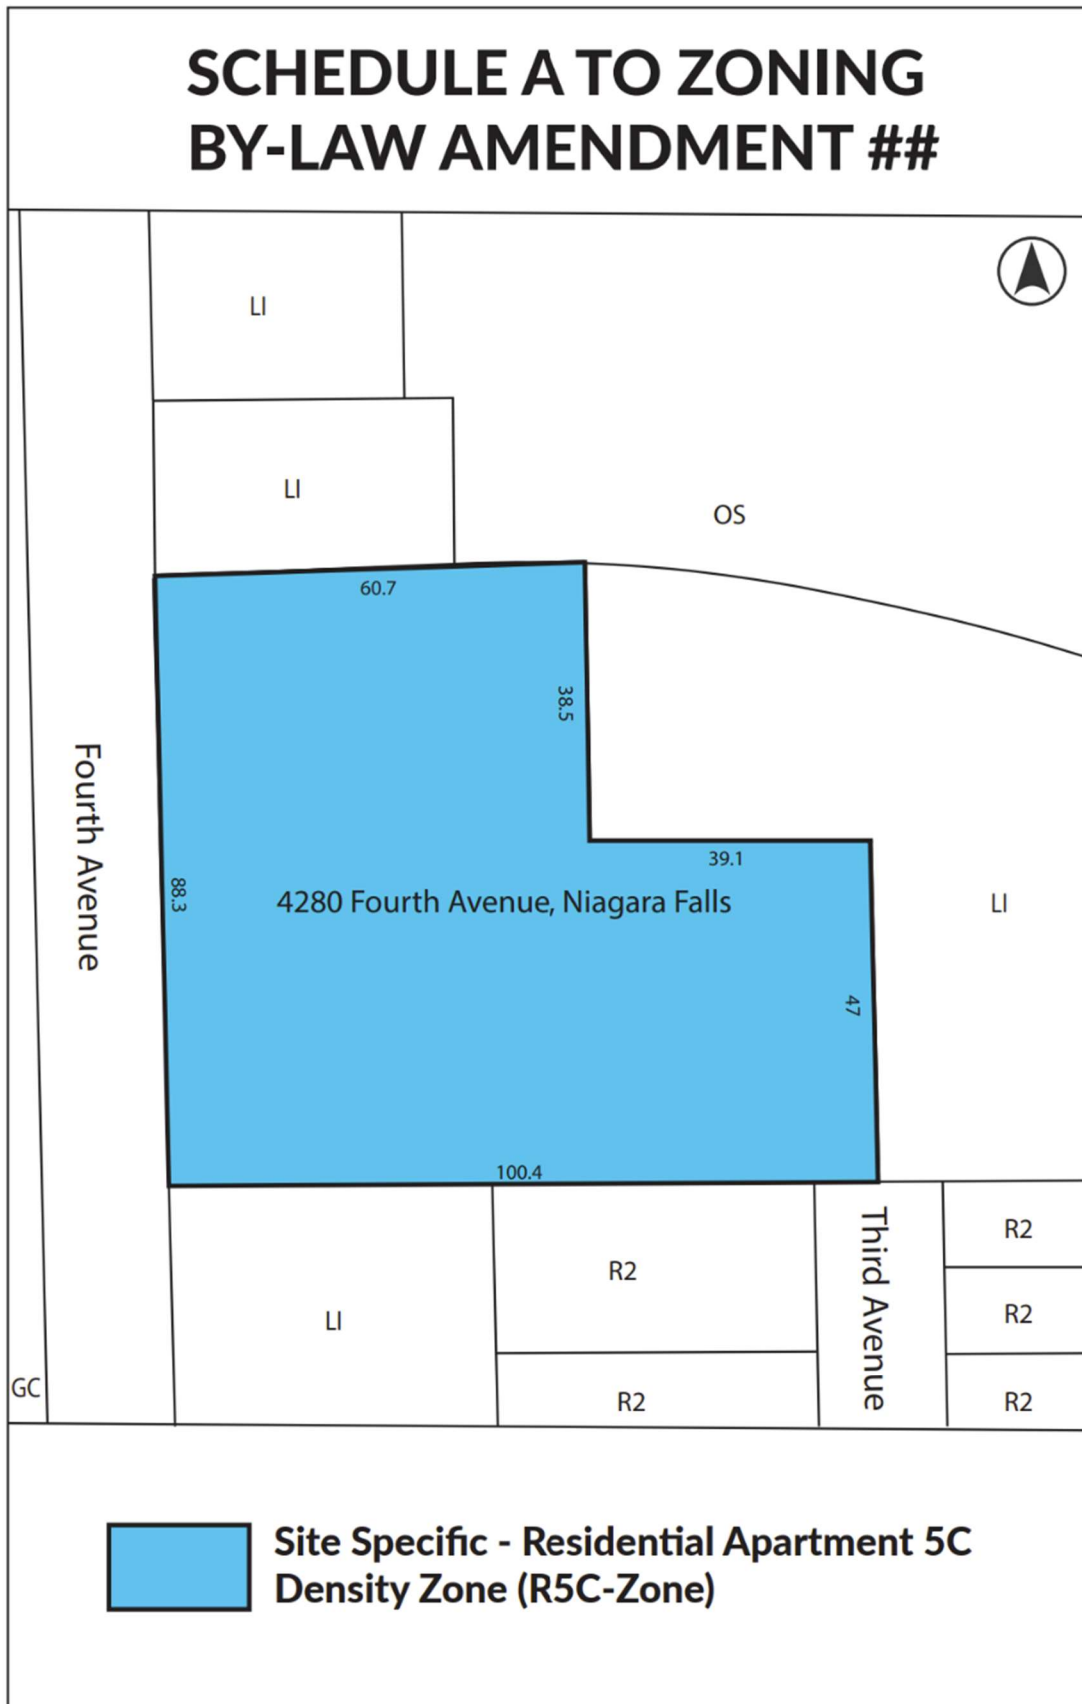 SCHEDULE A TO ZONING
BY-LAW AMENDMENT ##
LI
LI
OS
60.7
38.5
Fourth Avenue
39.1
88.3
4280 Fourth Avenue, Niagara Falls
LI
47
100.4
Third Avenue
R2
R2
LI
R2
GC
R2
R2
Site Specific - Residential Apartment 5C
Density Zone (R5C-Zone)